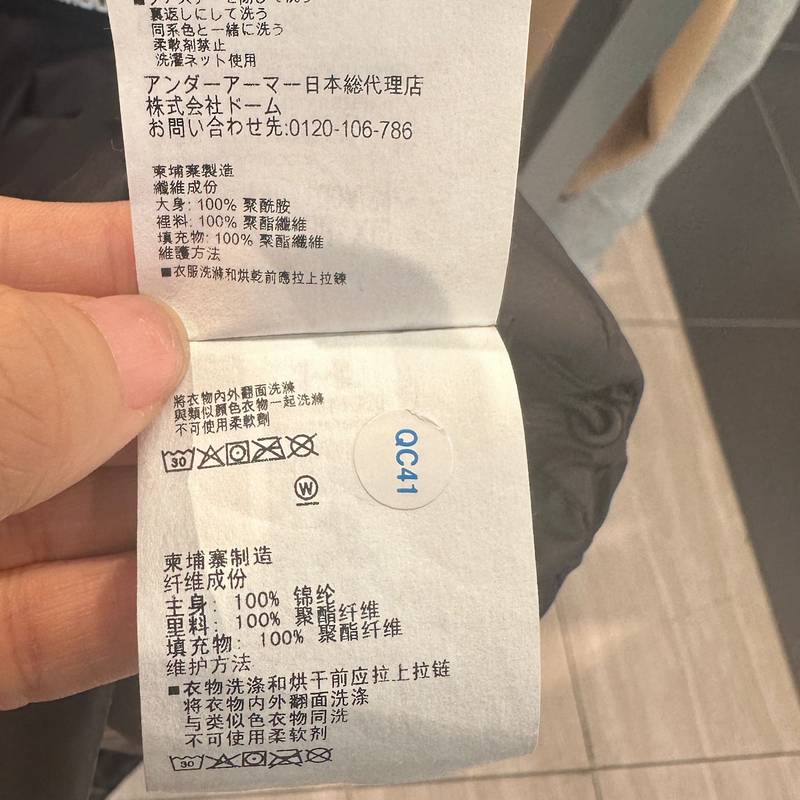 裏返しにして洗う
同系色と一緒に洗う
柔軟剤禁止
洗濯ネット使用
アンダーアーマー日本総代理店
株式会社ドーム
お問い合わせ先:0120-106-786
柬埔寨製造
纖維成份
大身: 100% 聚酰胺
裡料: 100% 聚酯纖維
填充物: 100% 聚酯纖維
維護方法
■衣服洗滌和烘乾前應拉上拉鍊
將衣物內外翻面洗滌
與類似顏色衣物一起洗滌
不可使用柔軟劑
30
W
QC41
柬埔寨制造
纤维成份
主身: 100% 锦纶
里料: 100% 聚酯纤维
填充物: 100% 聚酯纤维
维护方法
■衣物洗涤和烘干前应拉上拉链
将衣物内外翻面洗涤
与类似色衣物同洗
不可使用柔软剂
30